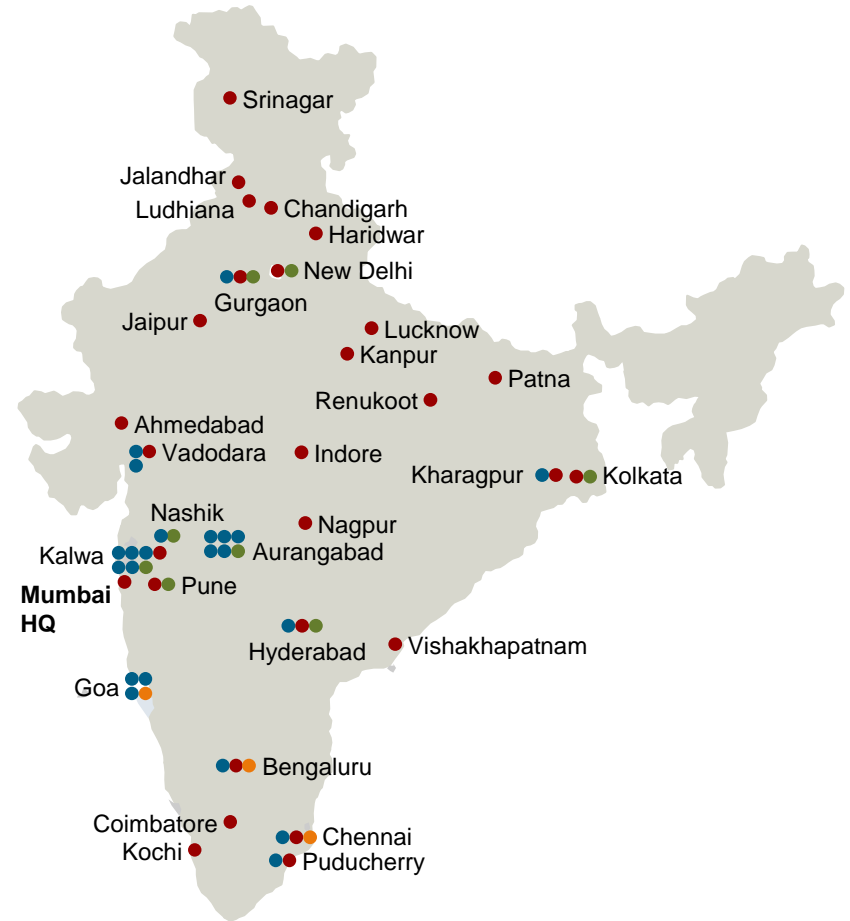 Srinagar
Jalandhar
Ludhiana
Chandigarh
Haridwar
New Delhi
Gurgaon
Jaipur
Lucknow
Kanpur
Patna
Renukoot
Ahmedabad
Vadodara
Indore
Kharagpur
Kolkata
Nashik
Nagpur
Kalwa
Aurangabad
Mumbai
HQ
Pune
Hyderabad
Vishakhapatnam
Goa
Bengaluru
Coimbatore
Chennai
Kochi
Puducherry